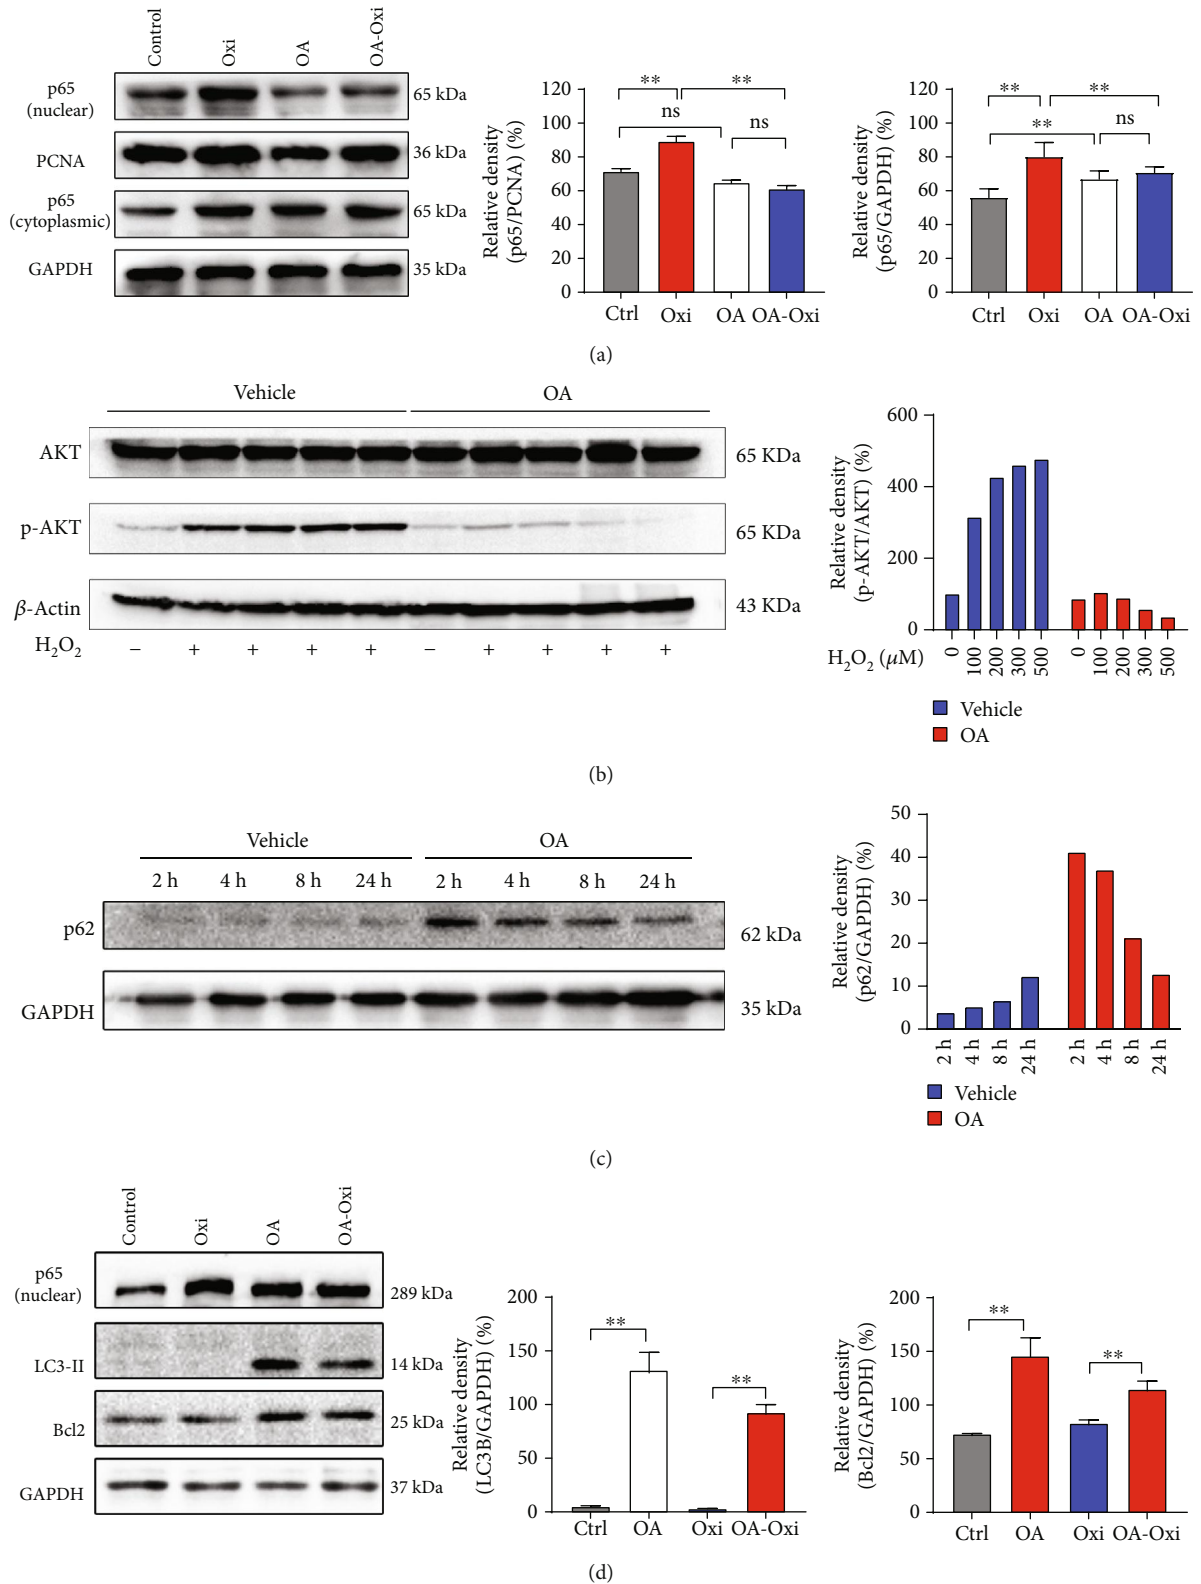 Control
Oxi
OA
OA-Oxi
p65
(nuclear)
65 kDa
PCNA
36 kDa
p65
(cytoplasmic)
65 kDa
GAPDH
35 kDa
Relative density
(p65/PCNA) (%)
120
100
80
60
40
20
0
** **
ns
ns
Ctrl Oxi OA OA-Oxi
Relative density
(p65/GAPDH) (%)
120
100
80
60
40
20
0
** **
**
ns
Ctrl Oxi OA OA-Oxi
(a)
Vehicle OA
AKT
65 KDa
p-AKT
65 KDa
β-Actin
43 KDa
H₂O₂ − + + + + − + + + +
Relative density
(p-AKT/AKT) (%)
600
400
200
0
H₂O₂ (μM) 0 100 200 300 500 0 100 200 300 500
Vehicle
OA
(b)
Vehicle OA
2 h 4 h 8 h 24 h 2 h 4 h 8 h 24 h
p62
62 kDa
GAPDH
35 kDa
Relative density
(p62/GAPDH) (%)
50
40
30
20
10
0
2 h 4 h 8 h 24 h 2 h 4 h 8 h 24 h
Vehicle
OA
(c)
Control
Oxi
OA
OA-Oxi
p65
(nuclear)
289 kDa
LC3-II
14 kDa
Bcl2
25 kDa
GAPDH
37 kDa
Relative density
(LC3B/GAPDH) (%)
200
150
100
50
0
**
**
Ctrl OA Oxi OA-Oxi
Relative density
(Bcl2/GAPDH) (%)
200
150
100
50
0
**
**
Ctrl OA Oxi OA-Oxi
(d)